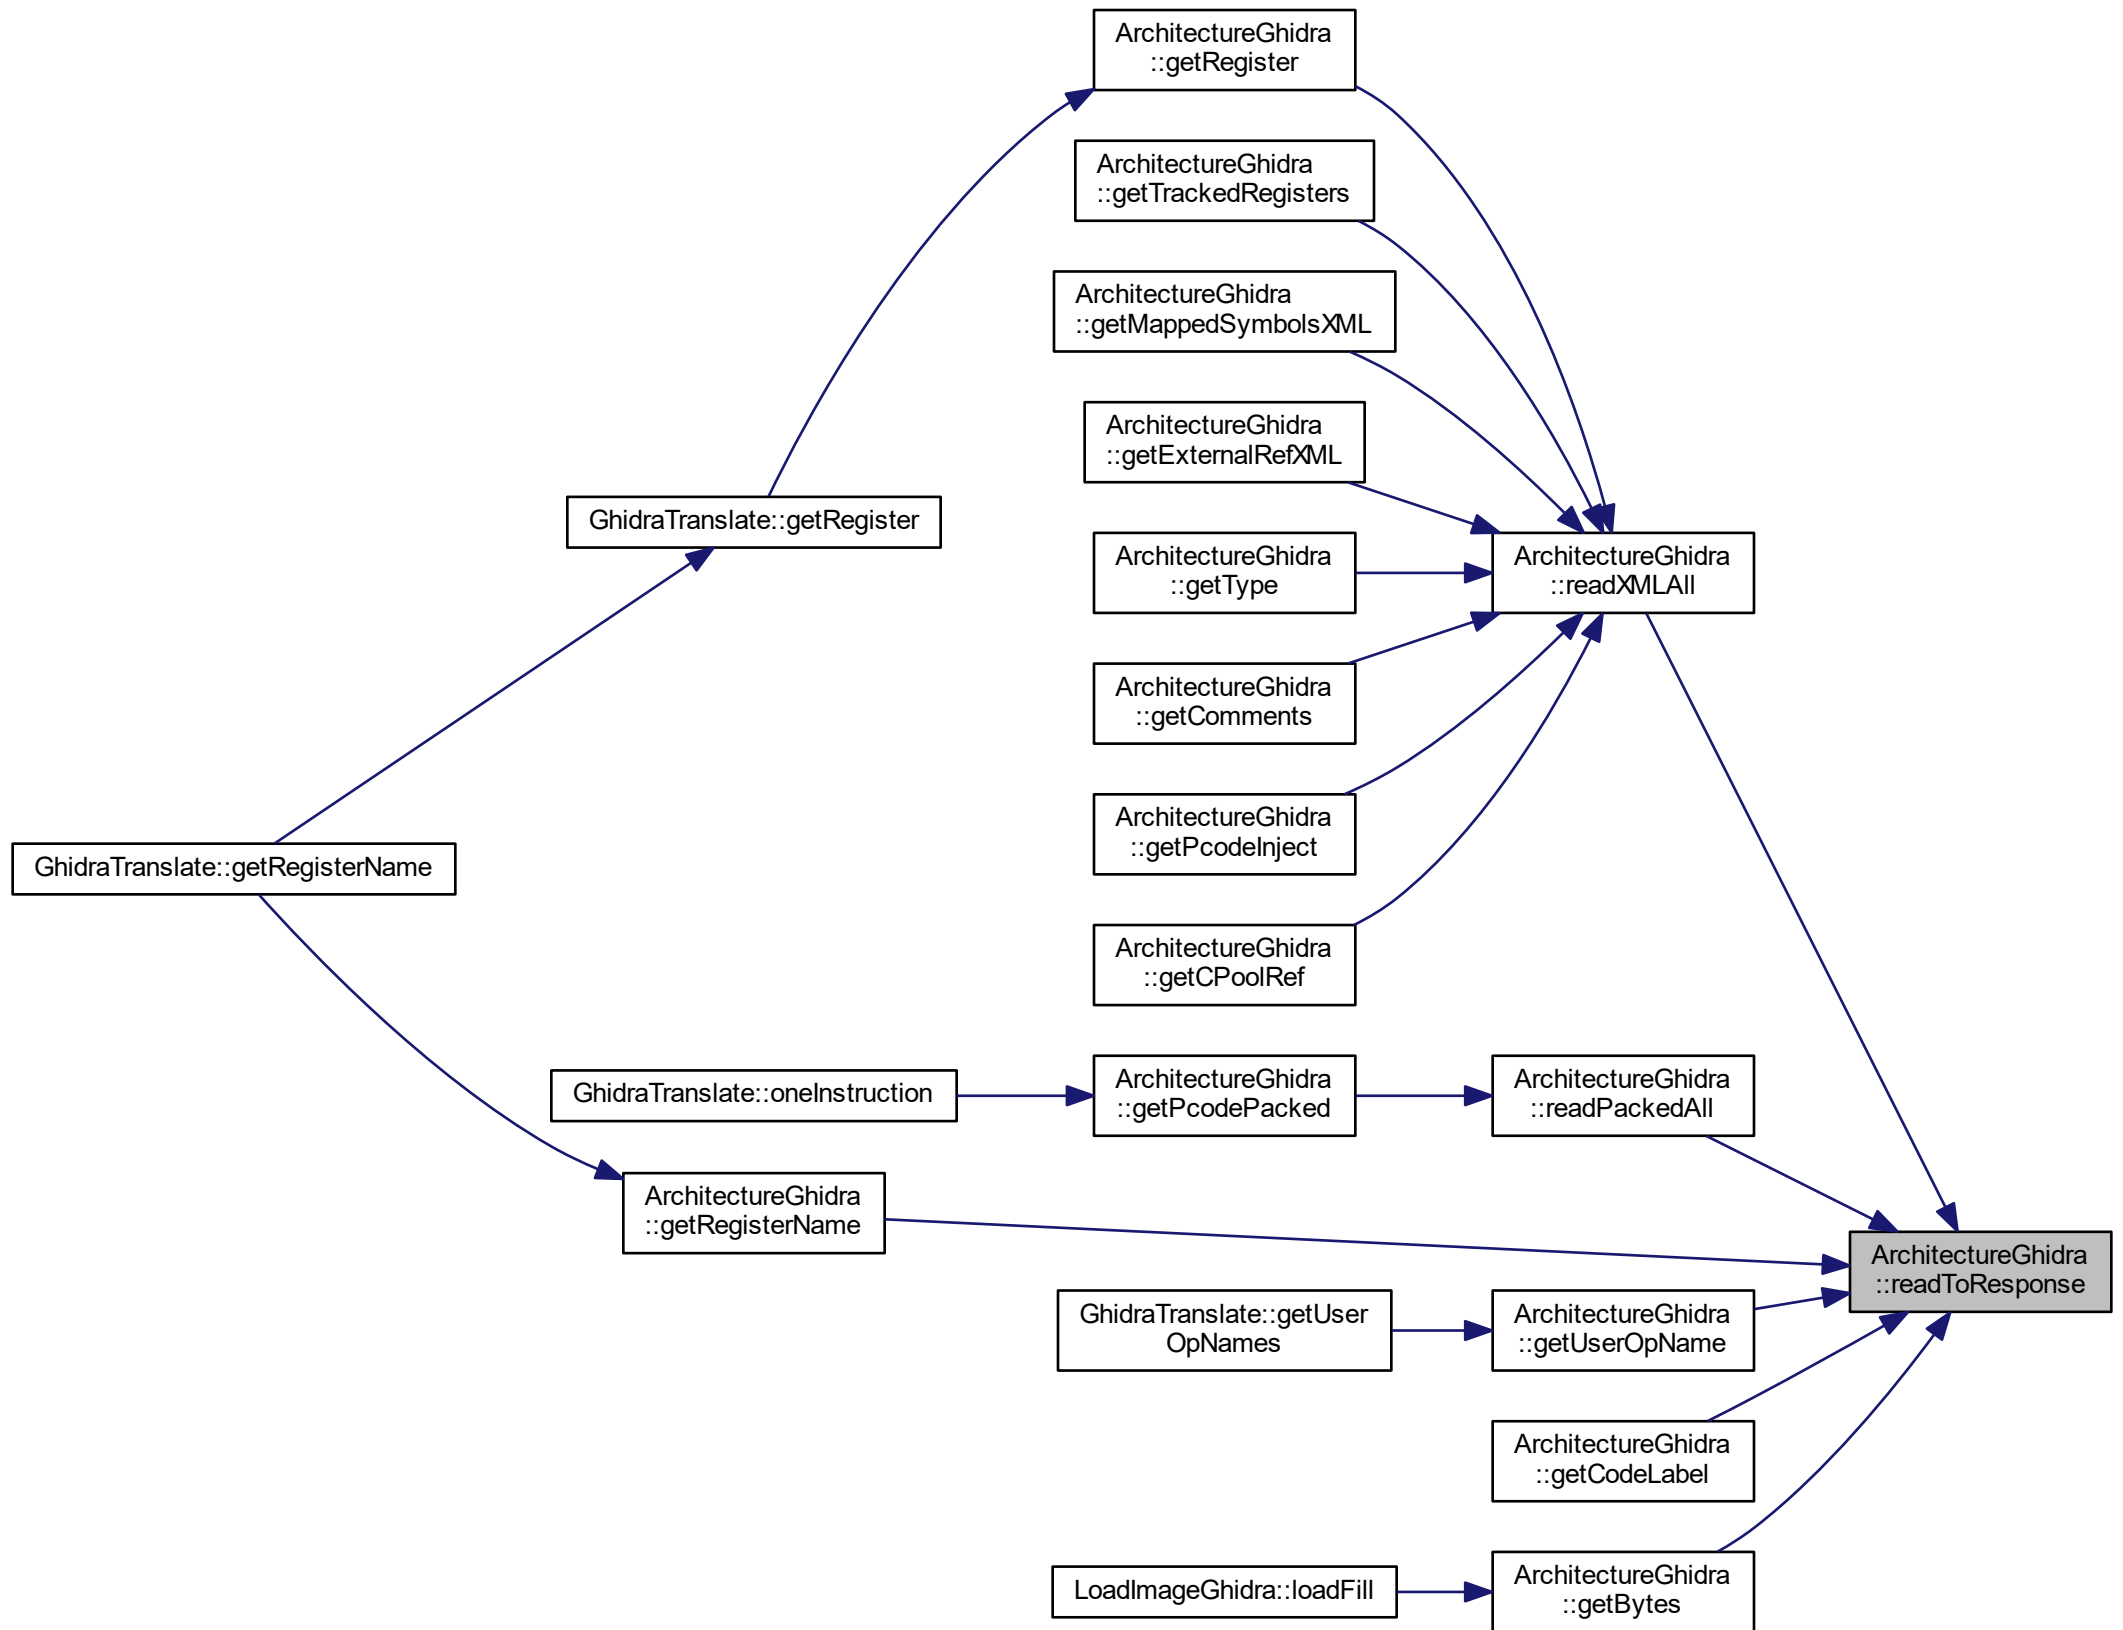 ArchitectureGhidra
::getRegister
ArchitectureGhidra
::getTrackedRegisters
ArchitectureGhidra
::getMappedSymbolsXML
ArchitectureGhidra
::getExternalRefXML
GhidraTranslate::getRegister
ArchitectureGhidra
::getType
ArchitectureGhidra
::readXMLAll
ArchitectureGhidra
::getComments
ArchitectureGhidra
::getPcodeInject
GhidraTranslate::getRegisterName
ArchitectureGhidra
::getCPoolRef
GhidraTranslate::oneInstruction
ArchitectureGhidra
::getPcodePacked
ArchitectureGhidra
::readPackedAll
ArchitectureGhidra
::getRegisterName
ArchitectureGhidra
::readToResponse
GhidraTranslate::getUser
OpNames
ArchitectureGhidra
::getUserOpName
ArchitectureGhidra
::getCodeLabel
LoadImageGhidra::loadFill
ArchitectureGhidra
::getBytes